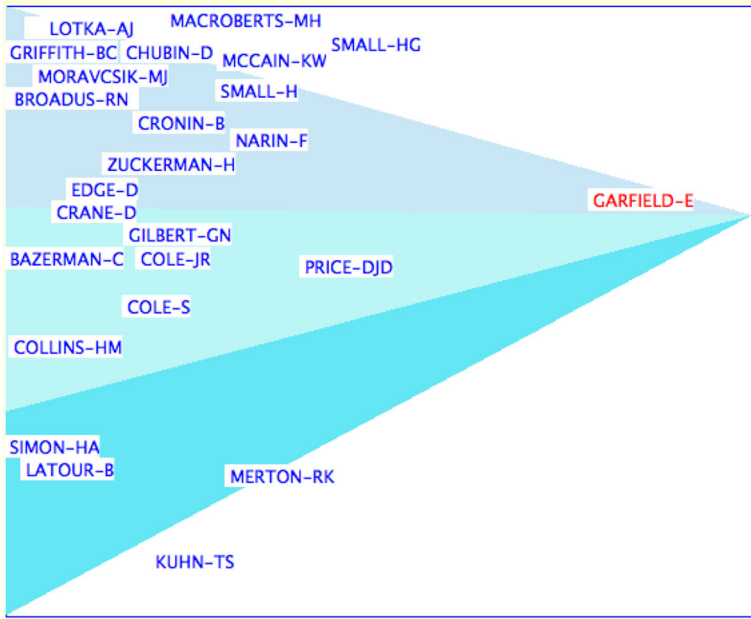 MACROBERTS-MH
LOTKA-AJ
SMALL-HG
GRIFFITH-BC
CHUBIN-D
MCCAIN-KW
MORAVCSIK-MJ
SMALL-H
BROADUS-RN
CRONIN-B
NARIN-F
ZUCKERMAN-H
EDGE-D
GARFIELD-E
CRANE-D
GILBERT-GN
BAZERMAN-C
COLE-JR
PRICE-DJD
COLE-S
COLLINS-HM
SIMON-HA
LATOUR-B
MERTON-RK
KUHN-TS